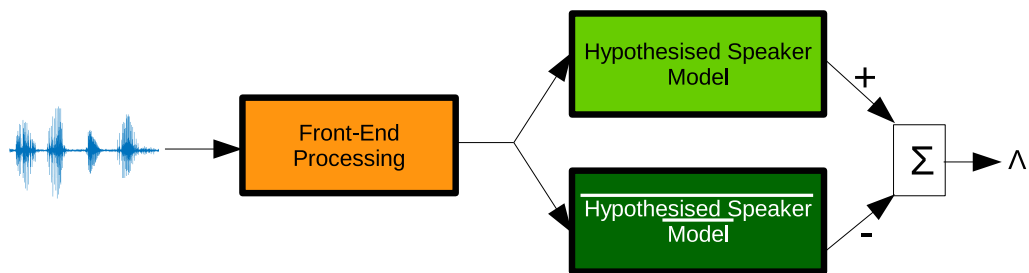 Front-End
Processing
Hypothesised Speaker
Model
+
Hypothesised Speaker
Model
-
Σ
Λ